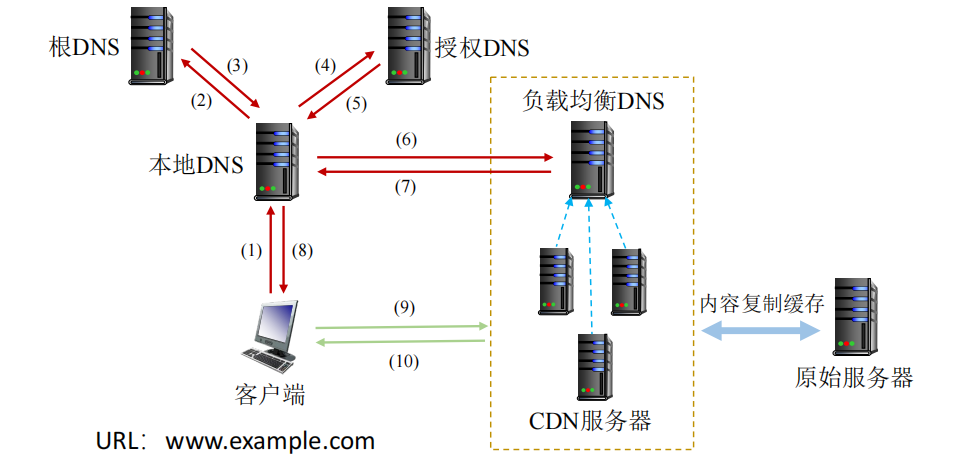 根DNS
授权DNS
(3)
(4)
(2)
(5)
负载均衡DNS
本地DNS
(6)
(7)
(1)
(8)
(9)
(10)
内容复制缓存
客户端
CDN服务器
原始服务器
URL： www.example.com